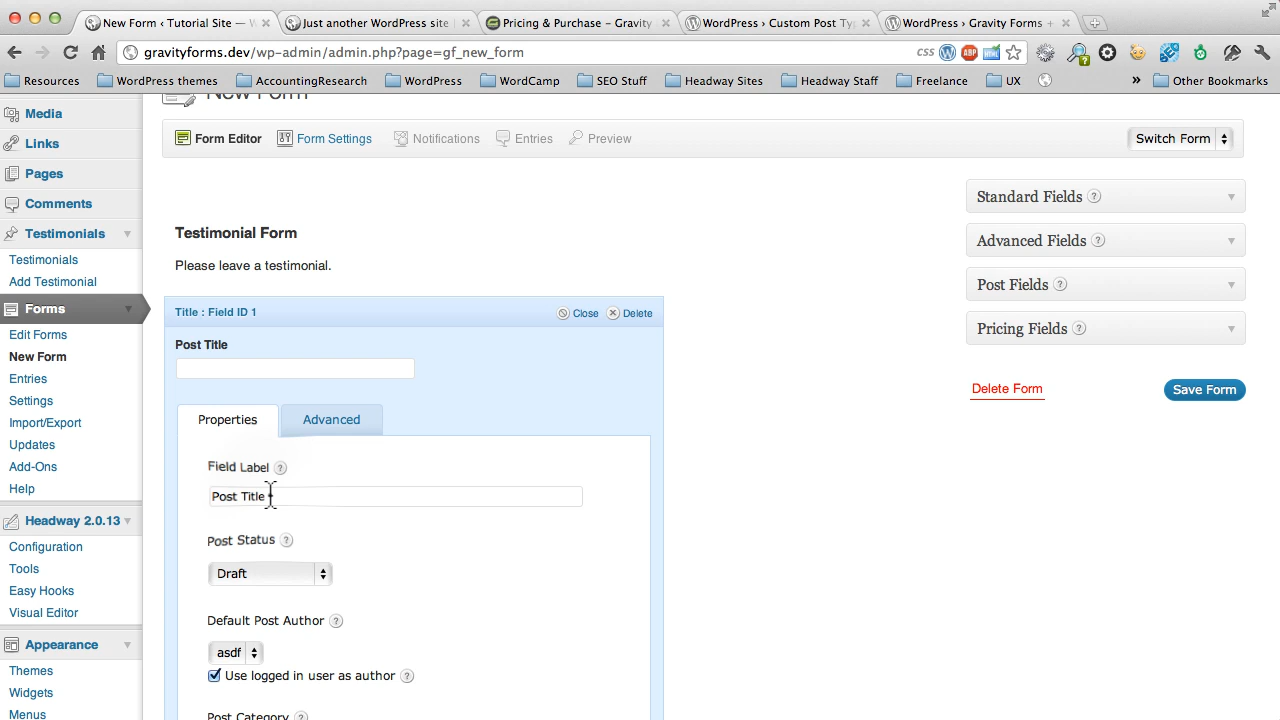 New Form ‹ Tutorial Site — W
Just another WordPress site
Pricing & Purchase – Gravity
WordPress › Custom Post Typ
WordPress › Gravity Forms +
gravityforms.dev/wp-admin/admin.php?page=gf_new_form
CSS
ABP
HTML
Resources
WordPress themes
AccountingResearch
WordPress
WordCamp
SEO Stuff
Headway Sites
Headway Staff
Freelance
UX
»
Other Bookmarks
Media
Links
Pages
Comments
Testimonials
Testimonials
Add Testimonial
Forms
Edit Forms
New Form
Entries
Settings
Import/Export
Updates
Add-Ons
Help
Headway 2.0.13
Configuration
Tools
Easy Hooks
Visual Editor
Appearance
Themes
Widgets
Menus
New Form
Form Editor
Form Settings
Notifications
Entries
Preview
Switch Form
Testimonial Form
Please leave a testimonial.
Title : Field ID 1
Close
Delete
Post Title
Properties
Advanced
Field Label ?
Post Title
Post Status ?
Draft
Default Post Author ?
asdf
Use logged in user as author ?
Post Category ?
Standard Fields ?
Advanced Fields ?
Post Fields ?
Pricing Fields ?
Delete Form
Save Form